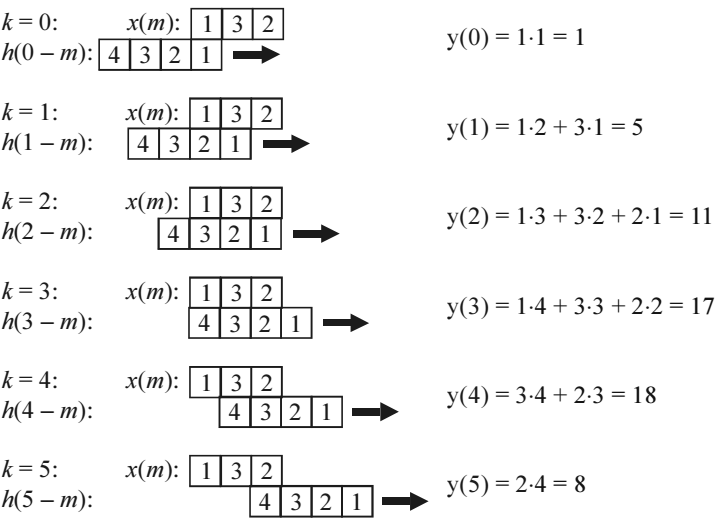 k = 0: x(m): 1 3 2
h(0 – m): 4 3 2 1
y(0) = 1·1 = 1
k = 1: x(m): 1 3 2
h(1 – m): 4 3 2 1
y(1) = 1·2 + 3·1 = 5
k = 2: x(m): 1 3 2
h(2 – m): 4 3 2 1
y(2) = 1·3 + 3·2 + 2·1 = 11
k = 3: x(m): 1 3 2
h(3 – m): 4 3 2 1
y(3) = 1·4 + 3·3 + 2·2 = 17
k = 4: x(m): 1 3 2
h(4 – m): 4 3 2 1
y(4) = 3·4 + 2·3 = 18
k = 5: x(m): 1 3 2
h(5 – m): 4 3 2 1
y(5) = 2·4 = 8